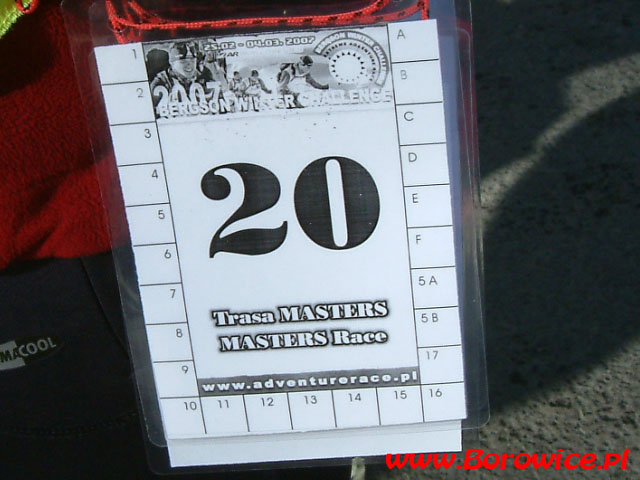 25.02 - 04.03. 2007
2007
BERGSON WINTER CHALLENGE
1
2
3
4
5
6
7
8
9
10
11
12
13
14
15
16
17
5B
5A
F
E
D
C
B
A
20
Trasa MASTERS
MASTERS Race
www.adventurerace.pl
MACOOL
www.Borowice.pl